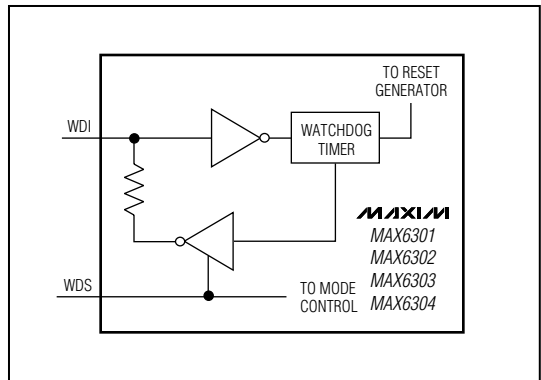 TO RESET
GENERATOR
WDI
WATCHDOG
TIMER
MAXIM
MAX6301
MAX6302
MAX6303
MAX6304
WDS
TO MODE
CONTROL